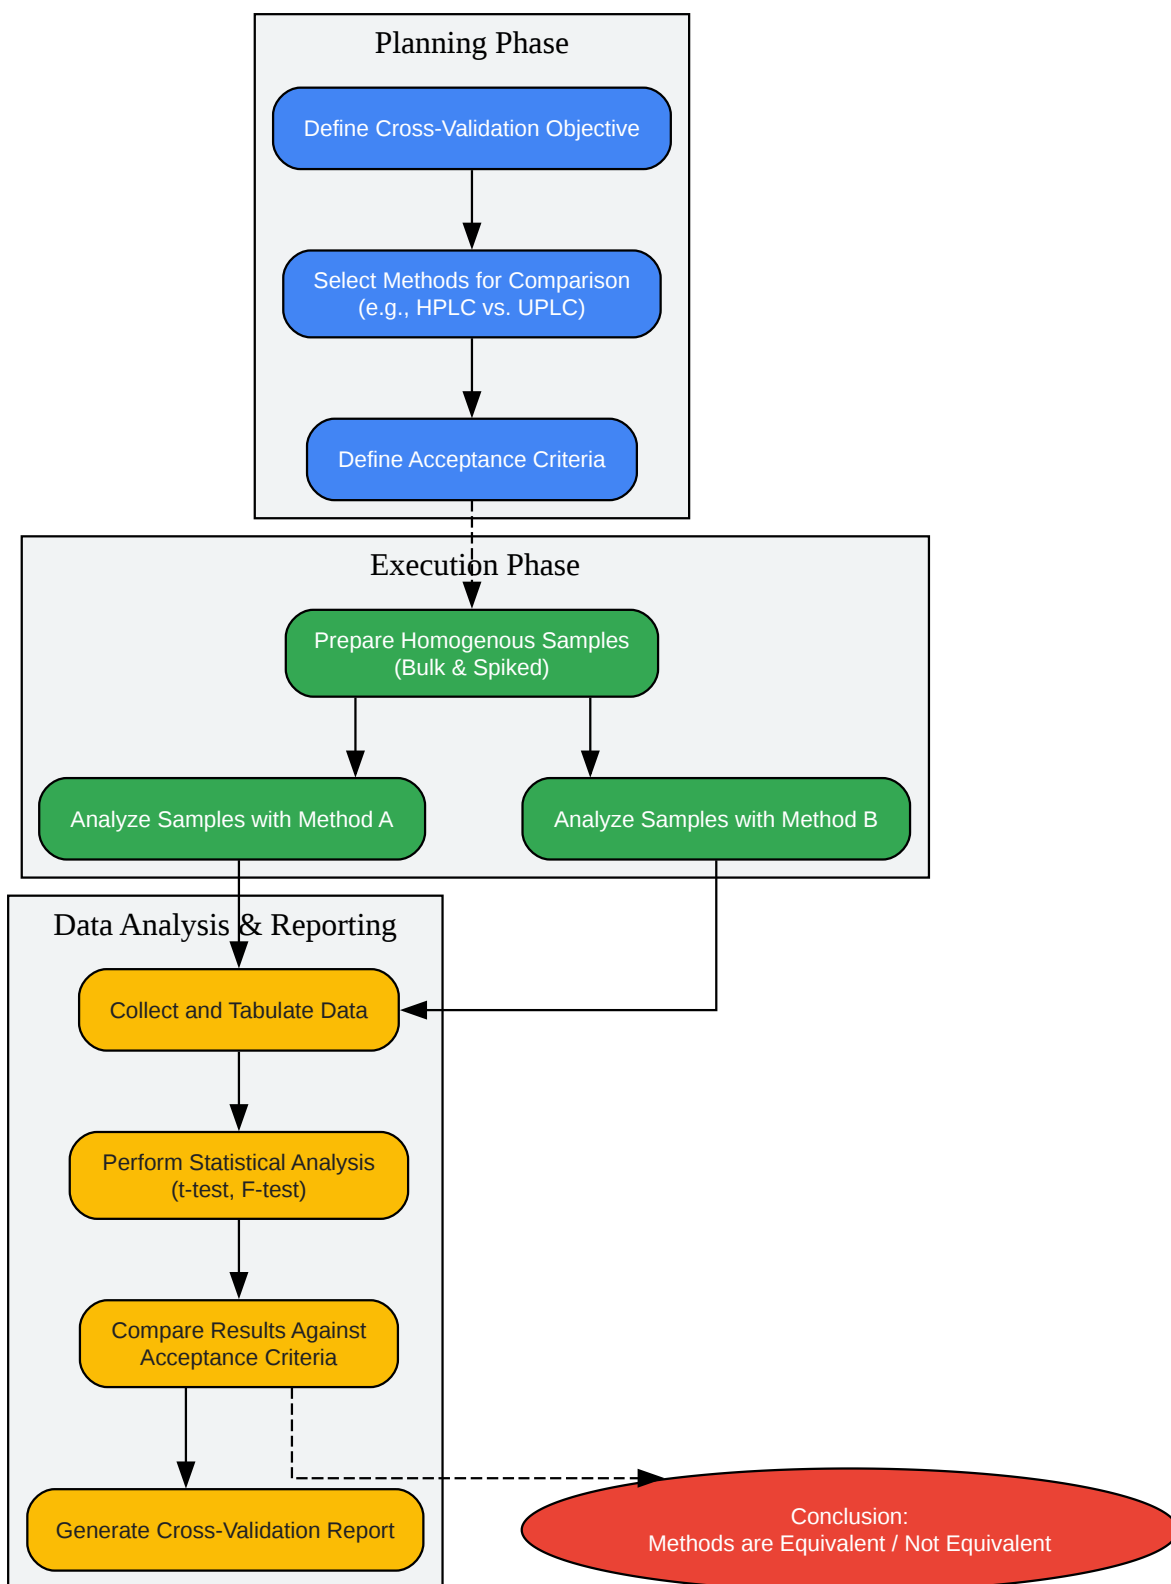 Planning Phase
Define Cross-Validation Objective
Select Methods for Comparison
(e.g., HPLC vs. UPLC)
Define Acceptance Criteria
Execution Phase
Prepare Homogenous Samples
(Bulk & Spiked)
Analyze Samples with Method A
Analyze Samples with Method B
Data Analysis & Reporting
Collect and Tabulate Data
Perform Statistical Analysis
(t-test, F-test)
Compare Results Against
Acceptance Criteria
Generate Cross-Validation Report
Conclusion:
Methods are Equivalent / Not Equivalent